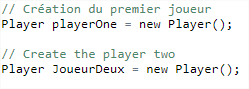 // Création du premier joueur
Player playerOne = new Player();
// Create the player two
Player JoueurDeux = new Player();